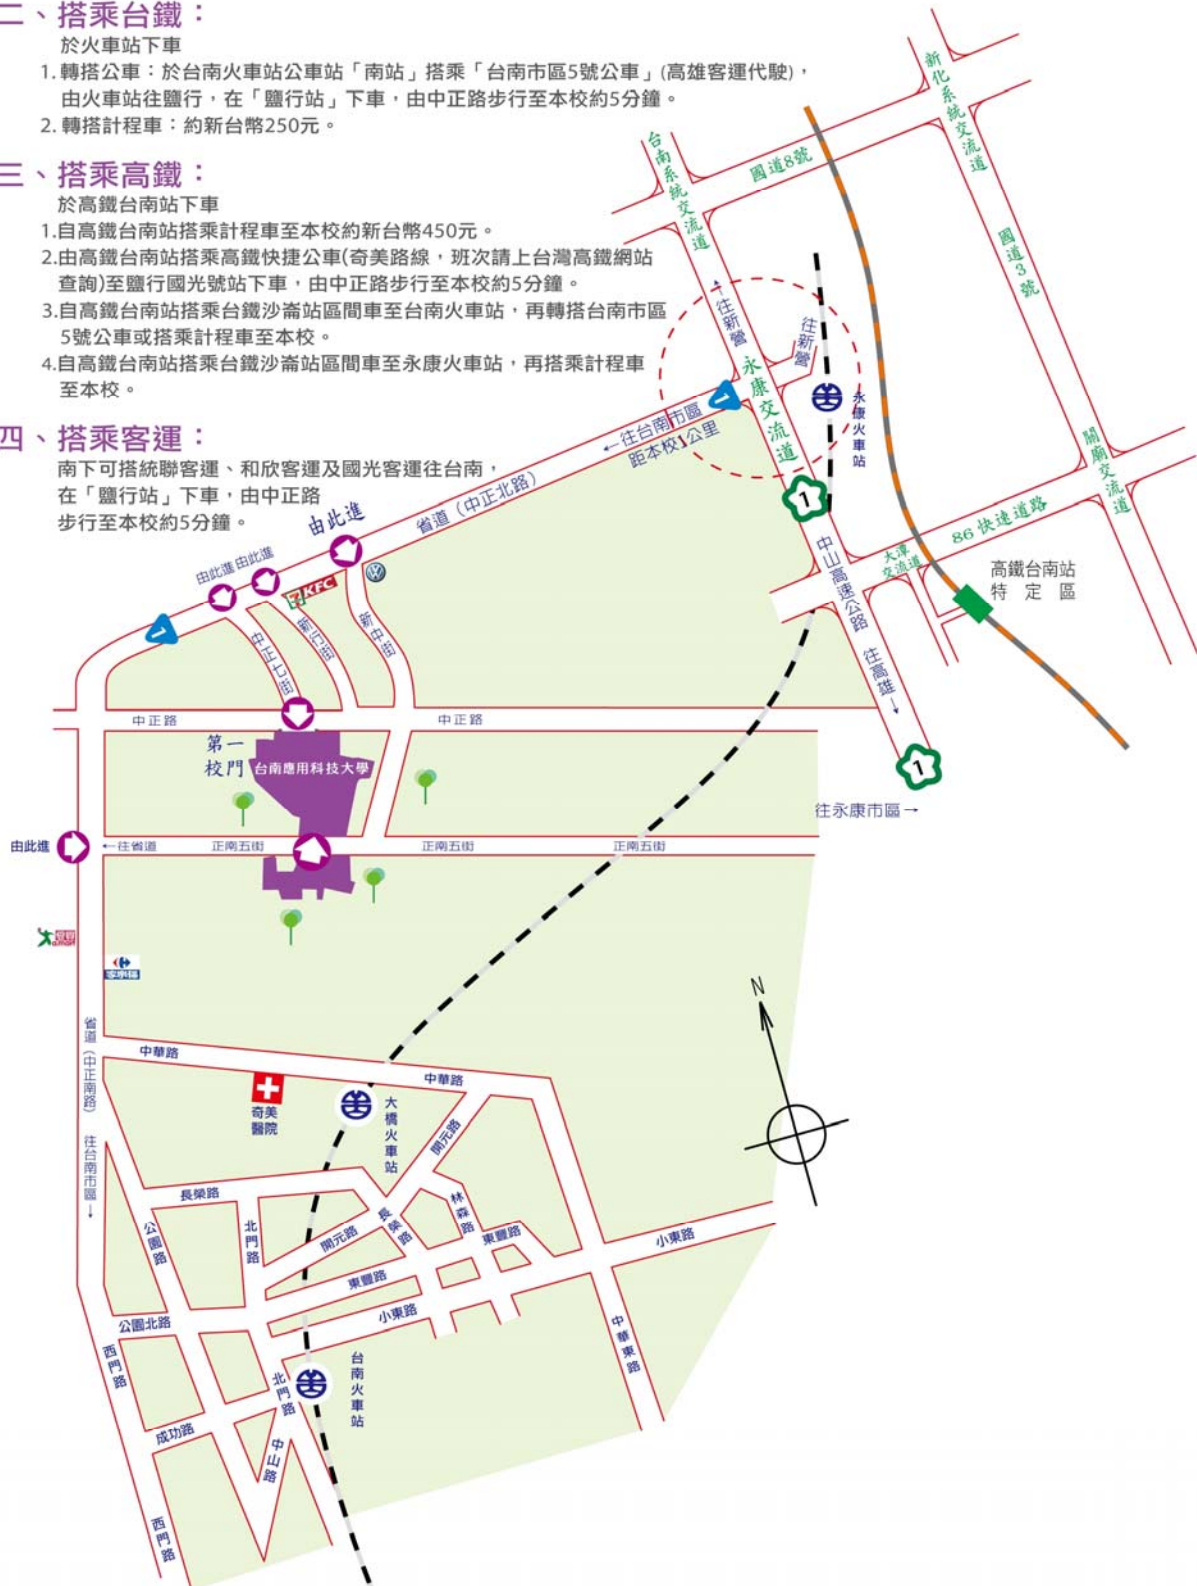 二、搭乘台鐵：
於火車站下車
1. 轉搭公車：於台南火車站公車站「南站」搭乘「台南市區5號公車」(高雄客運代駛)，
由火車站往鹽行，在「鹽行站」下車，由中正路步行至本校約5分鐘。
2. 轉搭計程車：約新台幣250元。
三、搭乘高鐵：
於高鐵台南站下車
1.自高鐵台南站搭乘計程車至本校約新台幣450元。
2.由高鐵台南站搭乘高鐵快捷公車(奇美路線，班次請上台灣高鐵網站
查詢)至鹽行國光號站下車，由中正路步行至本校約5分鐘。
3.自高鐵台南站搭乘台鐵沙崙站區間車至台南火車站，再轉搭台南市區
5號公車或搭乘計程車至本校。
4.自高鐵台南站搭乘台鐵沙崙站區間車至永康火車站，再搭乘計程車
至本校。
四、搭乘客運：
南下可搭統聯客運、和欣客運及國光客運往台南，
在「鹽行站」下車，由中正路
步行至本校約5分鐘。
新化系統交流道
台南系統交流道
國道8號
國道3號
↑往新營
往新營
永康交流道
1
永康火車站
←往台南市區
距本校1公里
關廟交流道
省道（中正北路）
1
86快速道路
大潭
交流道
高鐵台南站
特定區
中山高速公路
往高雄→
1
往永康市區→
由此進
由此進
由此進
7
KFC
1
中正七街
新行街
新中街
中正路
中正路
第一
校門
台南應用科技大學
由此進
←往省道
正南五街
正南五街
正南五街
a.mart
家樂福
N
省道（中正南路）
往台南市區→
中華路
中華路
奇美
醫院
大橋火車站
開元路
長榮路
公園路
北門路
開元路
長榮路
林森路
東豐路
東豐路
小東路
小東路
公園北路
西門路
台南火車站
北門路
中華東路
成功路
中山路
西門路